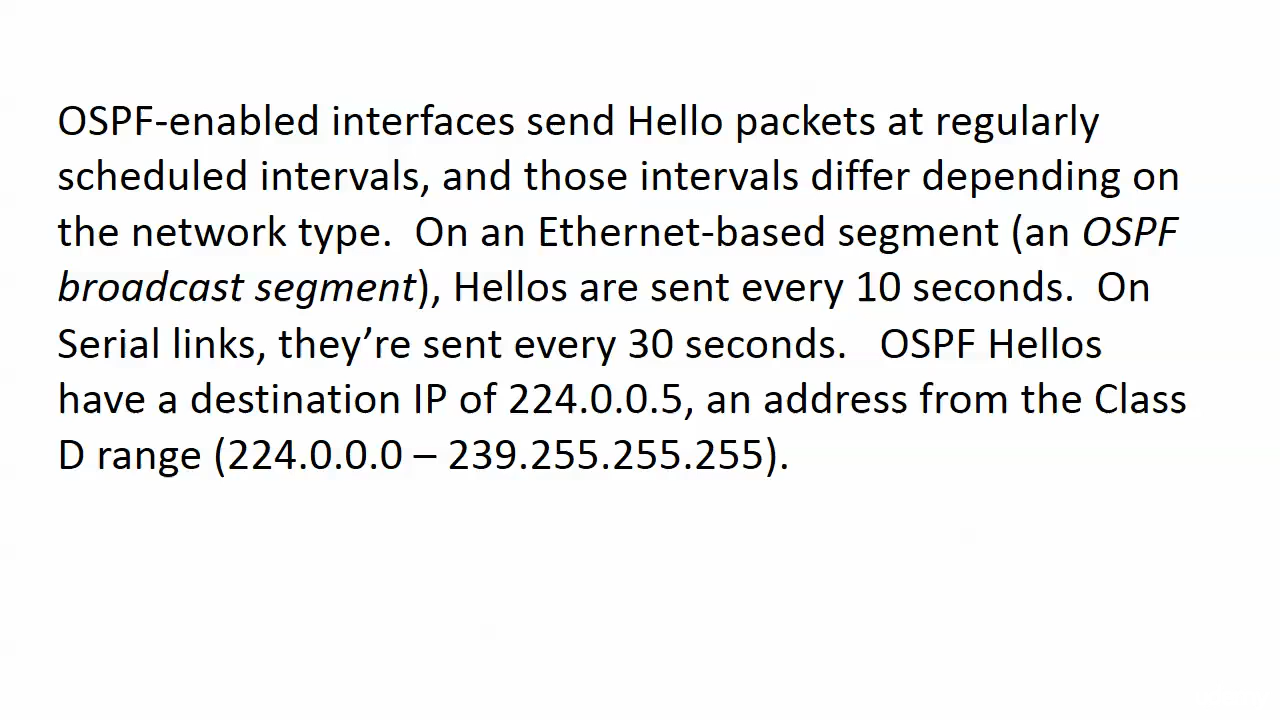 OSPF-enabled interfaces send Hello packets at regularly
scheduled intervals, and those intervals differ depending on
the network type.  On an Ethernet-based segment (an OSPF
broadcast segment), Hellos are sent every 10 seconds.  On
Serial links, they’re sent every 30 seconds.   OSPF Hellos
have a destination IP of 224.0.0.5, an address from the Class
D range (224.0.0.0 – 239.255.255.255).